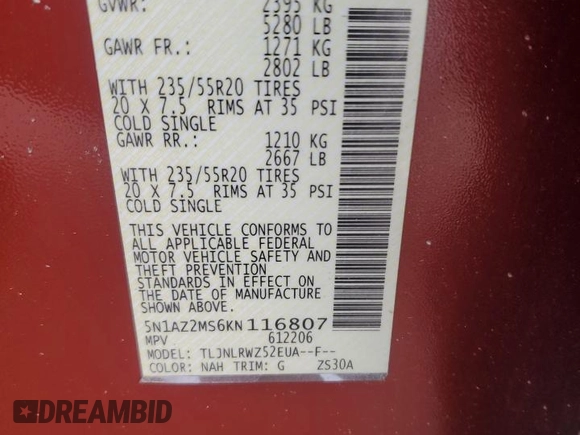 GVWR: 2395 KG
5280 LB
GAWR FR.: 1271 KG
2802 LB
WITH 235/55R20 TIRES
20 X 7.5 RIMS AT 35 PSI
COLD SINGLE
GAWR RR.: 1210 KG
2667 LB
WITH 235/55R20 TIRES
20 X 7.5 RIMS AT 35 PSI
COLD SINGLE
THIS VEHICLE CONFORMS TO
ALL APPLICABLE FEDERAL
MOTOR VEHICLE SAFETY AND
THEFT PREVENTION
STANDARDS IN EFFECT ON
THE DATE OF MANUFACTURE
SHOWN ABOVE.
5N1AZ2MS6KN116807
MPV 612206
MODEL: TLJNLRWZ52EUA--F--
COLOR: NAH TRIM: G ZS30A
DREAMBID